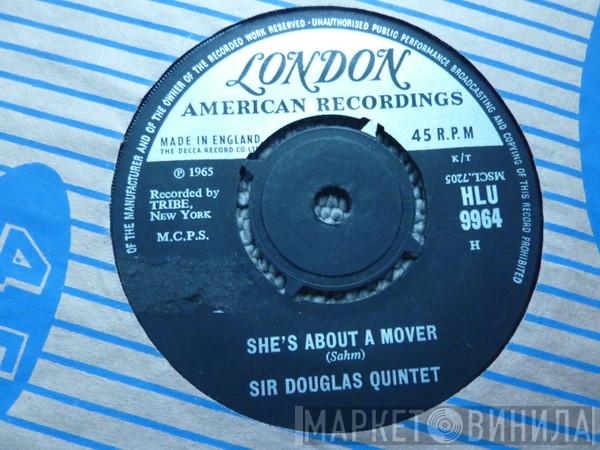 OF THE MANUFACTURER AND OF THE OWNER OF THE RECORDED WORK RESERVED · UNAUTHORISED PUBLIC PERFORMANCE BROADCASTING AND COPYING OF THIS RECORD PROHIBITED
LONDON
AMERICAN RECORDINGS
MADE IN ENGLAND
THE DECCA RECORD CO LTD
45 R.P.M
K/T
℗ 1965
MSCL.7205
Recorded by
TRIBE,
NEW YORK
HLU
9964
M.C.P.S.
H
SHE'S ABOUT A MOVER
(Sahm)
SIR DOUGLAS QUINTET
45
МАРКЕТ ВИНИЛА